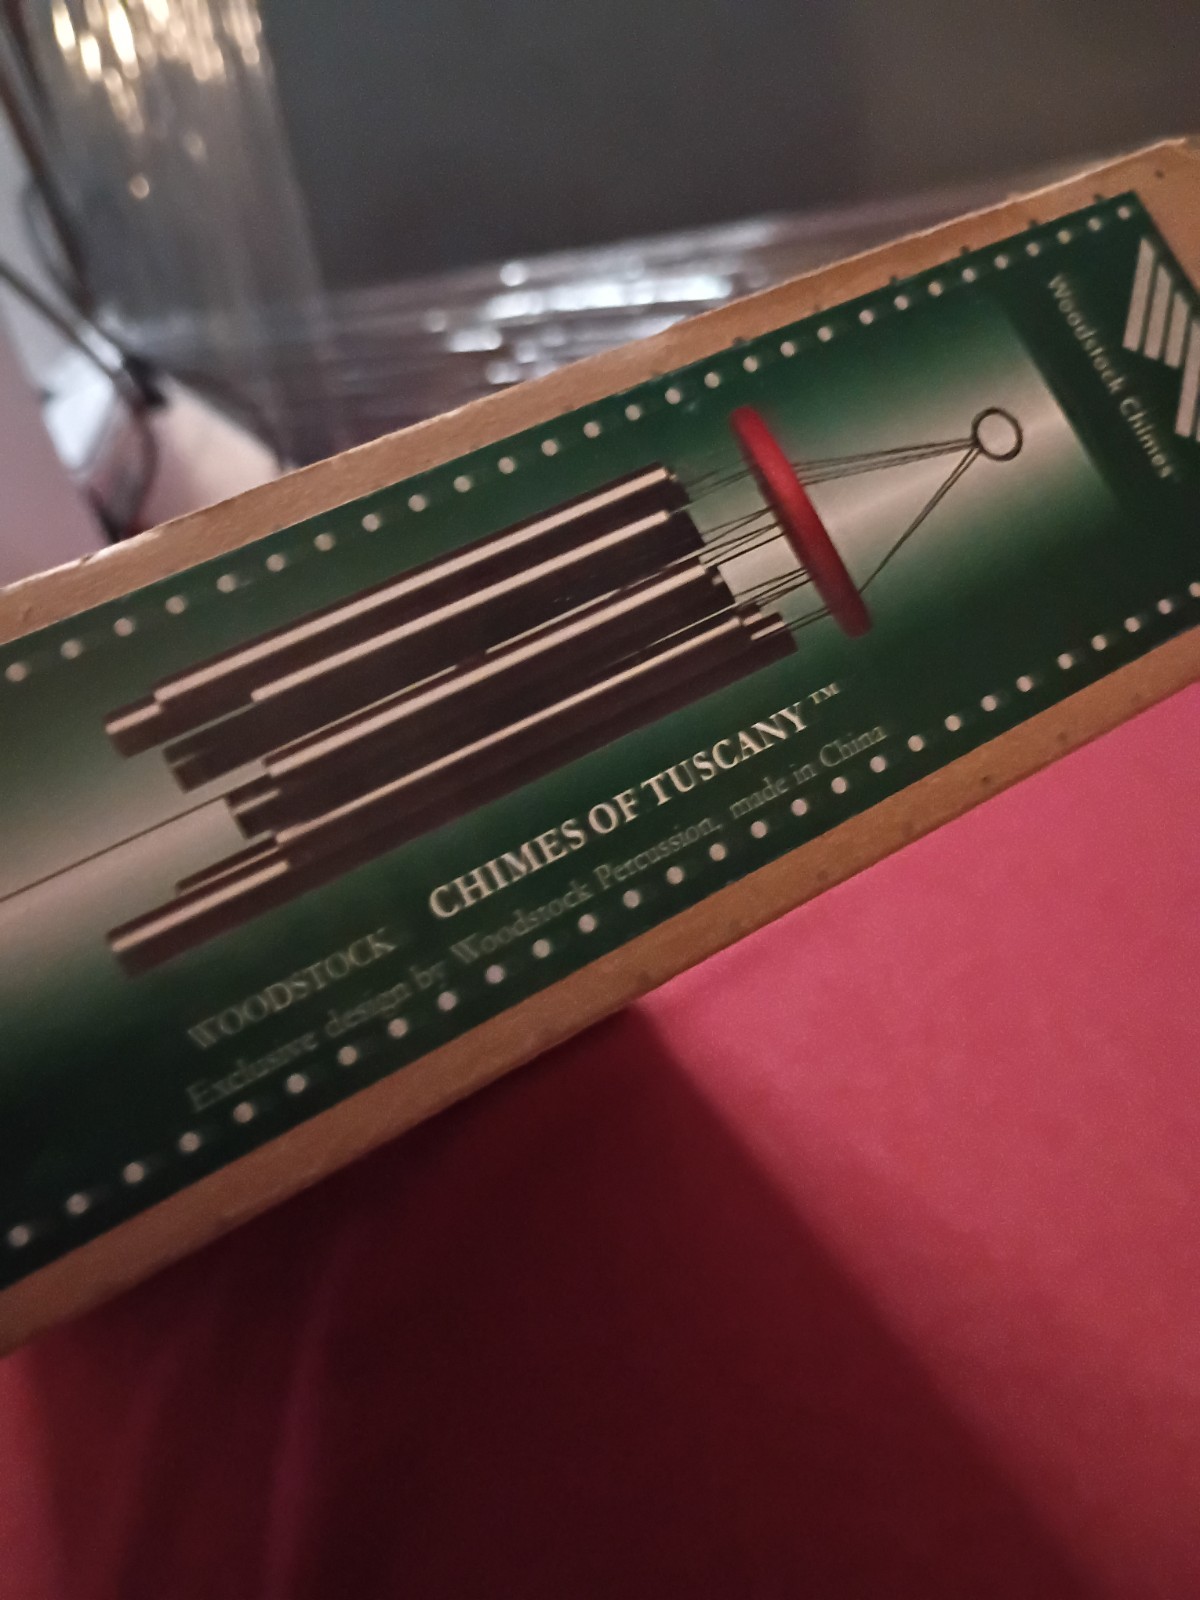 Woodstock Chimes
WOODSTOCK CHIMES OF TUSCANY™
Exclusive design by Woodstock Percussion, made in China